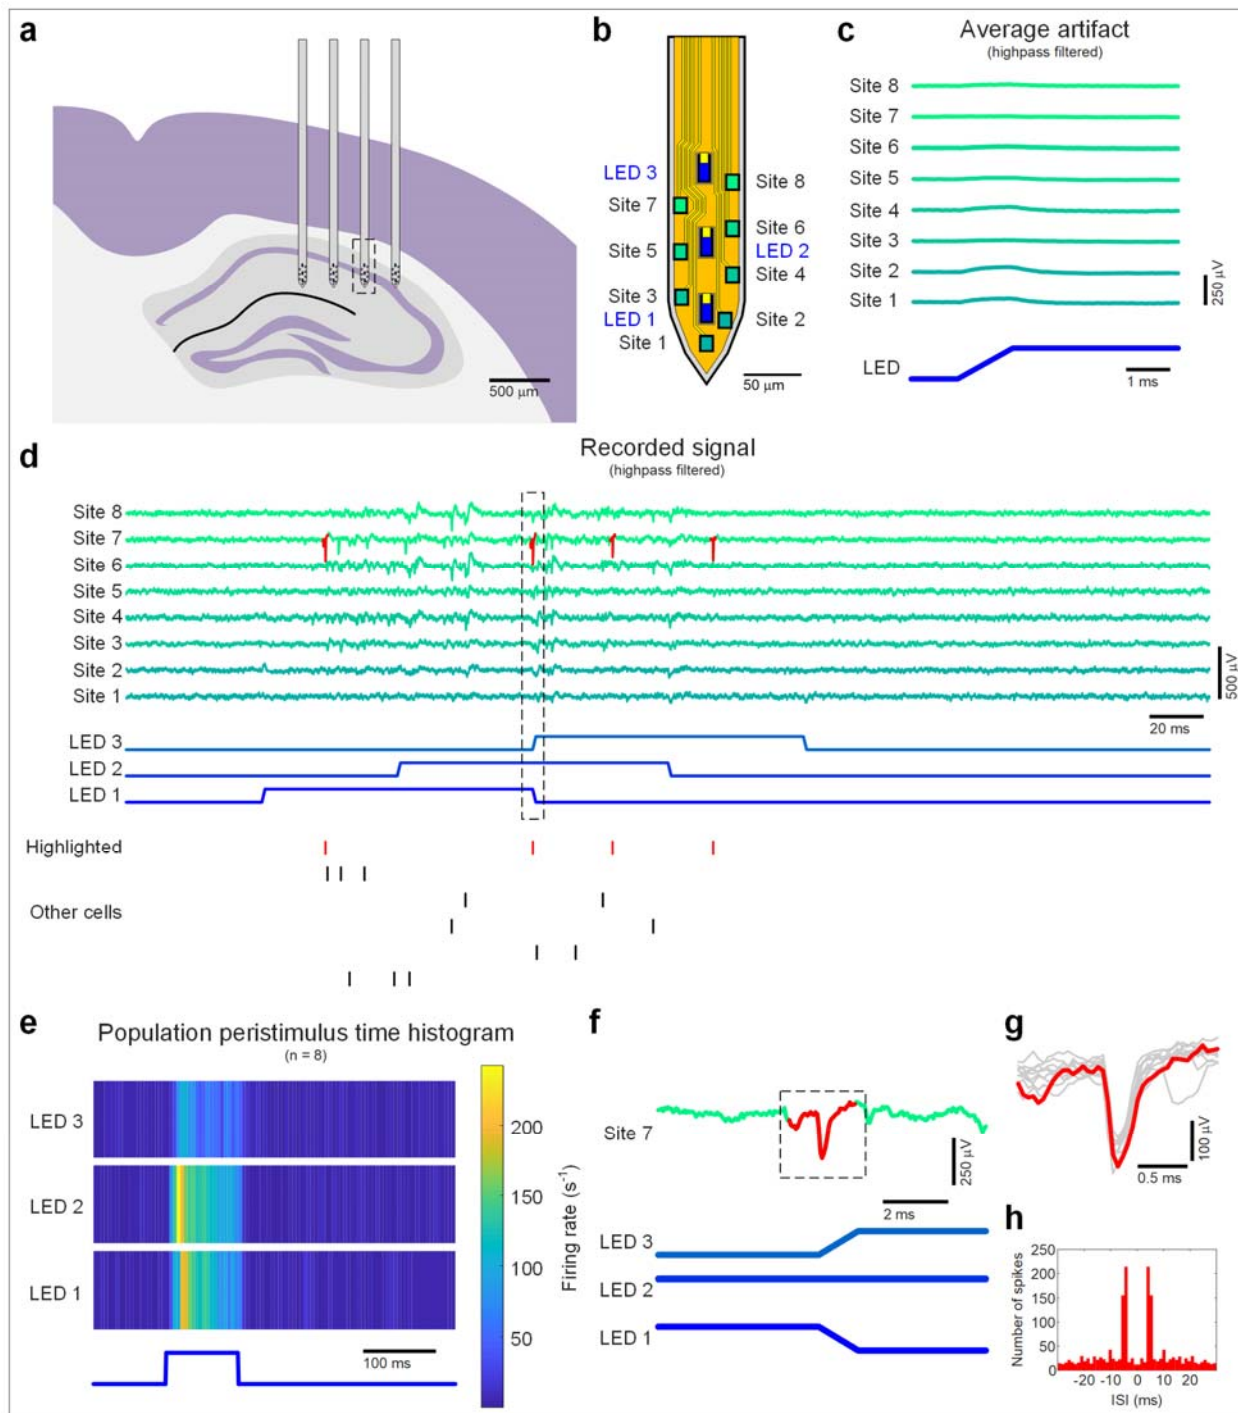 a
500 µm
b
LED 3
Site 8
Site 7
Site 6
Site 5
LED 2
Site 4
Site 3
LED 1
Site 2
Site 1
50 µm
c
Average artifact
(highpass filtered)
Site 8
Site 7
Site 6
Site 5
Site 4
Site 3
Site 2
Site 1
250 µV
LED
1 ms
d
Recorded signal
(highpass filtered)
Site 8
Site 7
Site 6
Site 5
Site 4
Site 3
Site 2
Site 1
500 µV
20 ms
LED 3
LED 2
LED 1
Highlighted
Other cells
e
Population peristimulus time histogram
(n = 8)
LED 3
LED 2
LED 1
100 ms
200
150
100
50
Firing rate (s⁻¹)
f
Site 7
250 µV
2 ms
LED 3
LED 2
LED 1
g
100 µV
0.5 ms
h
Number of spikes
250
200
150
100
50
0
-20 -10 0 10 20
ISI (ms)